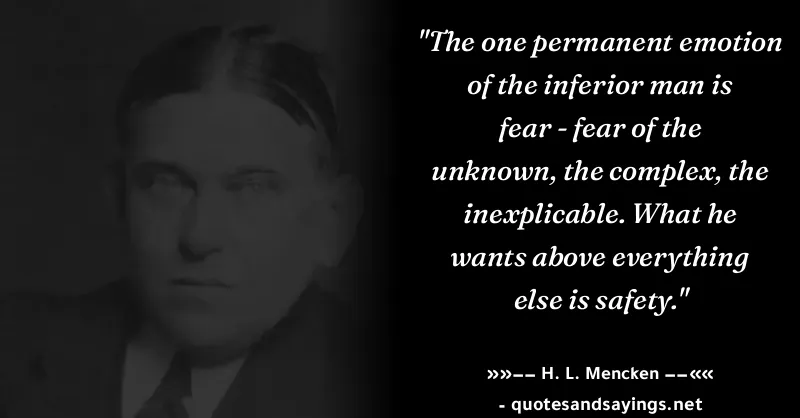 "The one permanent emotion
of the inferior man is
fear - fear of the
unknown, the complex, the
inexplicable. What he
wants above everything
else is safety."
»»–– H. L. Mencken ––««
- quotesandsayings.net